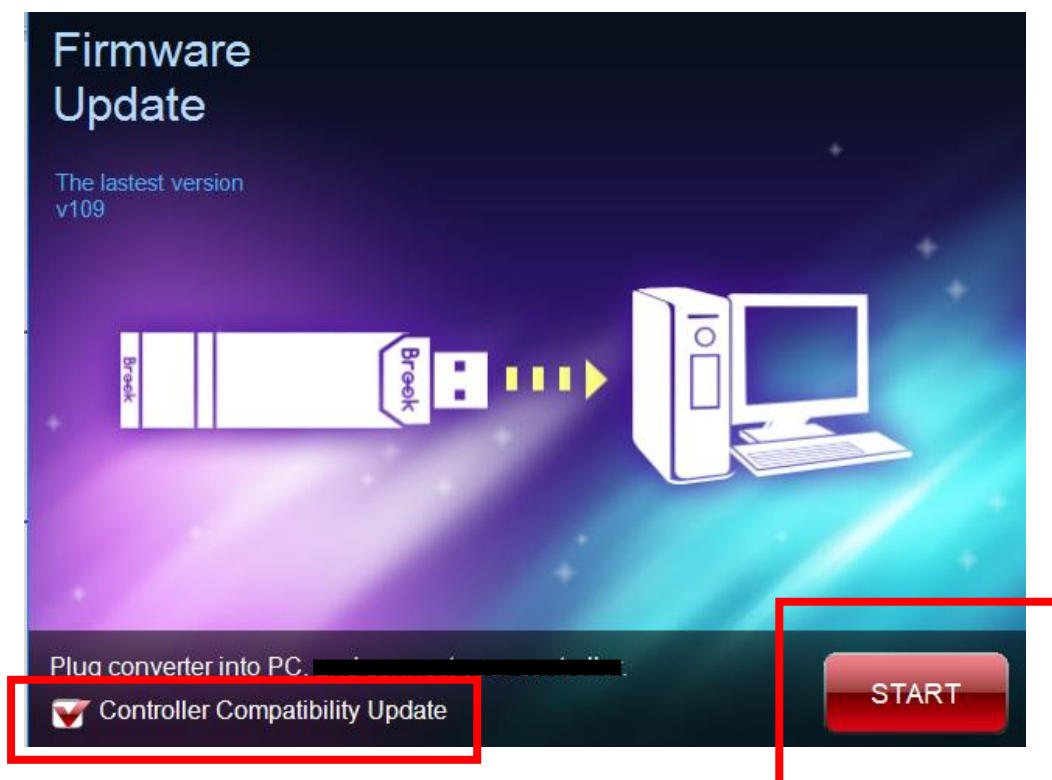 Firmware
Update
The lastest version
v109
Brook
Brook
Plug converter into PC,
Controller Compatibility Update
START